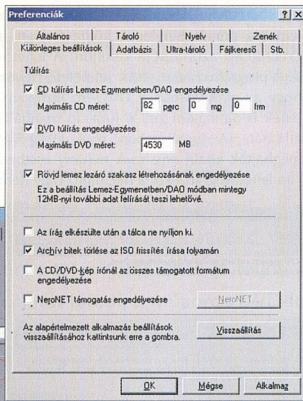 Preferenciák
Általános Tároló Nyelv Zenék
Különleges beállítások Adatbázis Ultra-tároló Fájlkereső Stb.
Túlírás
CD túlírás Lemez-Egymenetben/DAO engedélyezése
Maximális CD méret: 82 perc 0 mp 0 frm
DVD túlírás engedélyezése
Maximális DVD méret: 4530 MB
Rövid lemez lezáró szakasz létrehozásának engedélyezése
Ez a beállítás Lemez-Egymenetben/DAO módban mintegy
12MB-nyi további adat felírását teszi lehetővé.
Az írás elkészülte után a tálca ne nyíljon ki.
Archív bitek törlése az ISO frissítés írása folyamán
A CD/DVD-kép írónál az összes támogatott formátum
engedélyezése
NeroNET támogatás engedélyezése NeroNET...
Az alapértelmezett alkalmazás beállítások
visszaállításához kattintsunk erre a gombra.
Visszaállítás
OK Mégse Alkalmaz